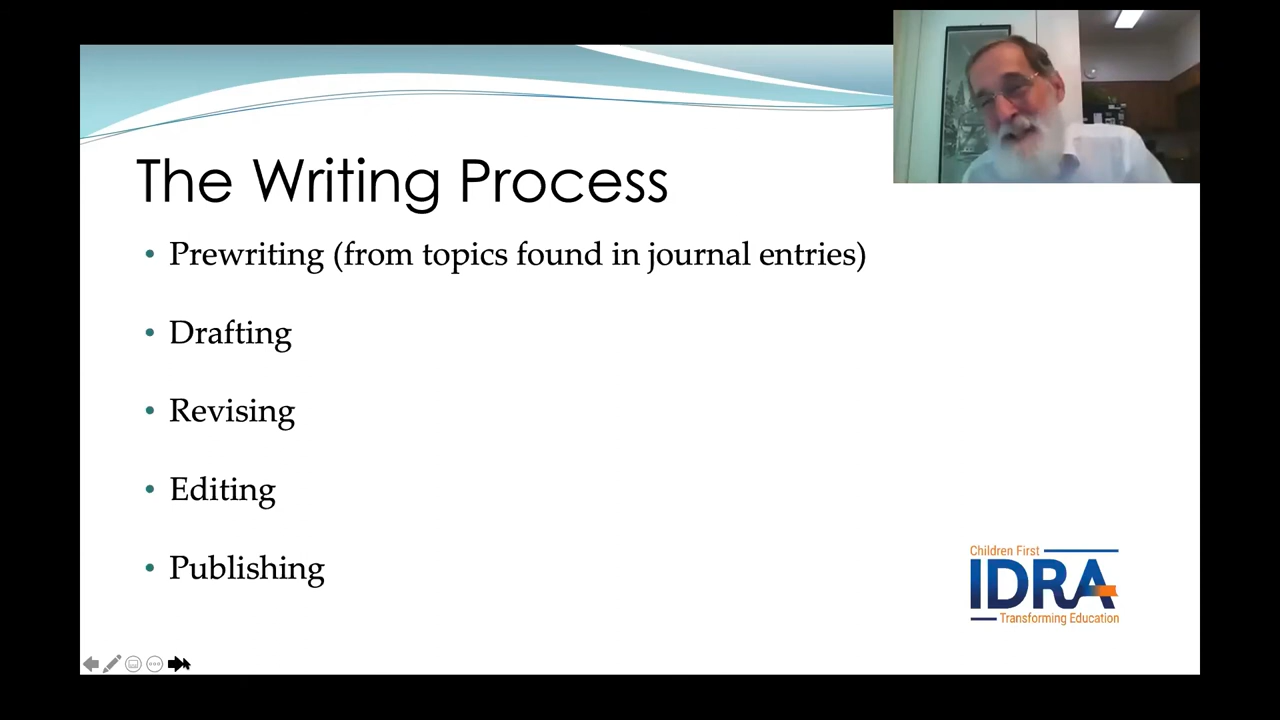 The Writing Process
• Prewriting (from topics found in journal entries)
• Drafting
• Revising
• Editing
• Publishing
Children First
IDRA
Transforming Education